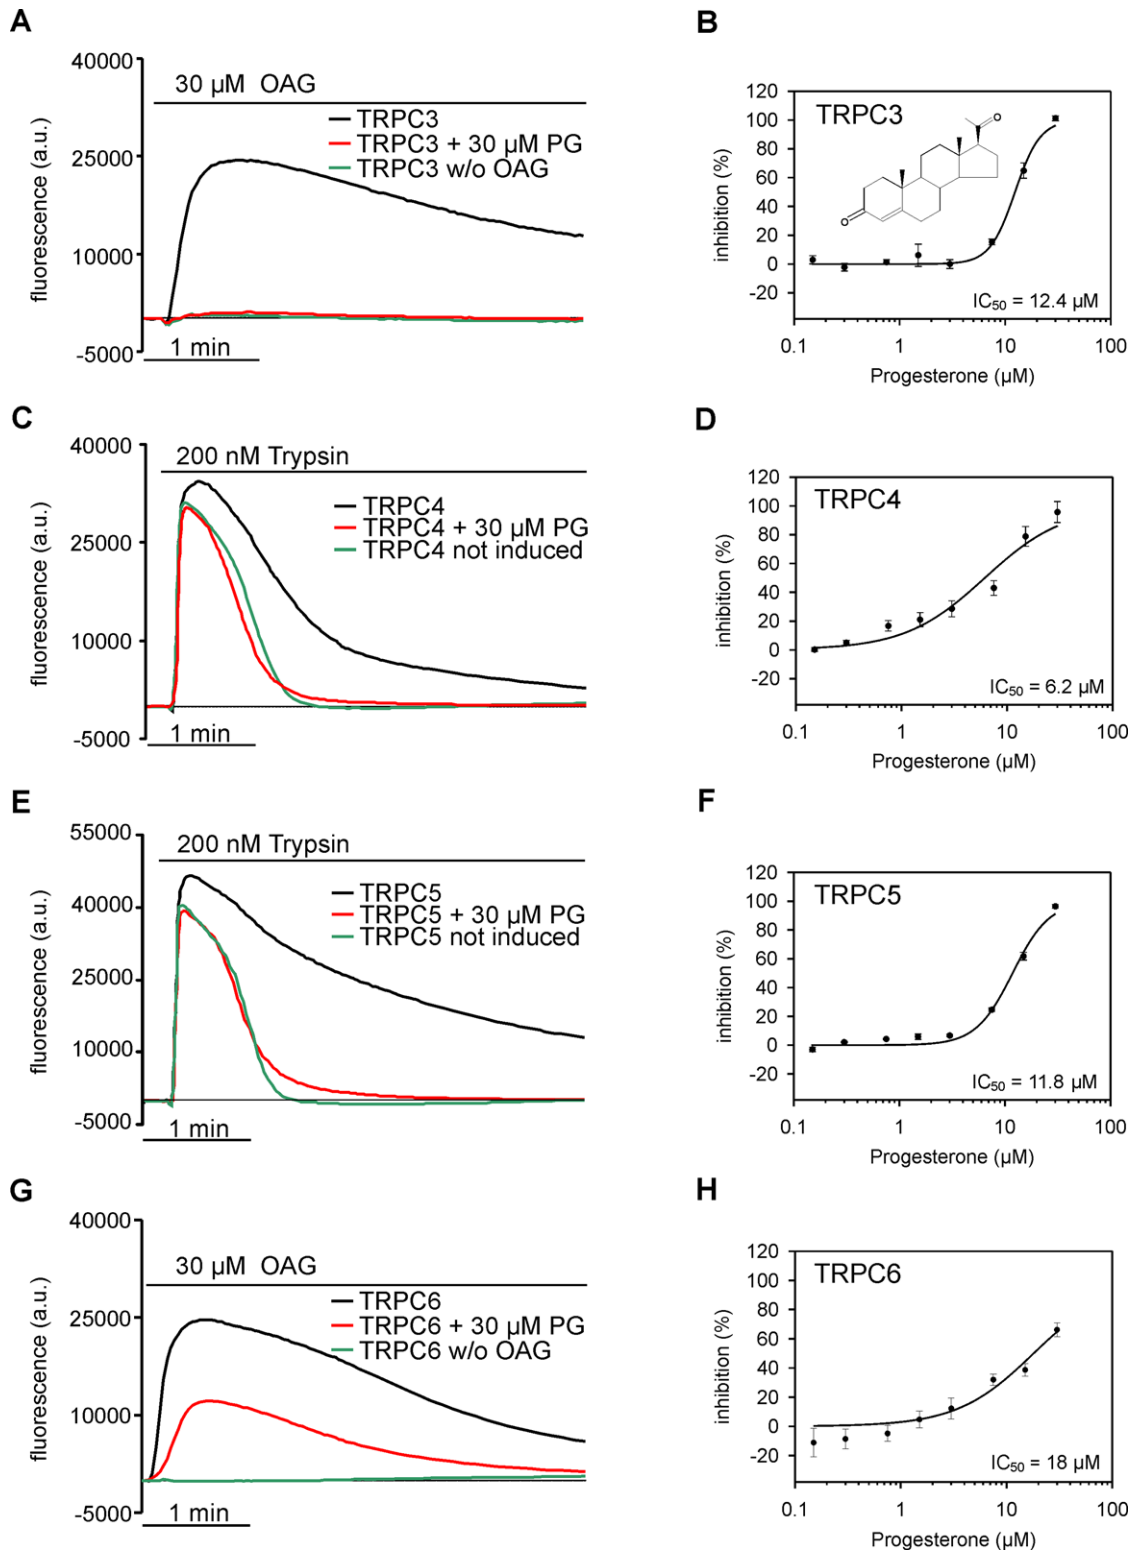 A
40000
25000
10000
-5000
fluorescence (a.u.)
30 µM OAG
TRPC3
TRPC3 + 30 µM PG
TRPC3 w/o OAG
1 min
B
120
100
80
60
40
20
0
-20
inhibition (%)
TRPC3
O
O
IC50 = 12.4 µM
0.1 1 10 100
Progesterone (µM)
C
40000
25000
10000
-5000
fluorescence (a.u.)
200 nM Trypsin
TRPC4
TRPC4 + 30 µM PG
TRPC4 not induced
1 min
D
120
100
80
60
40
20
0
-20
inhibition (%)
TRPC4
IC50 = 6.2 µM
0.1 1 10 100
Progesterone (µM)
E
55000
40000
25000
10000
-5000
fluorescence (a.u.)
200 nM Trypsin
TRPC5
TRPC5 + 30 µM PG
TRPC5 not induced
1 min
F
120
100
80
60
40
20
0
-20
inhibition (%)
TRPC5
IC50 = 11.8 µM
0.1 1 10 100
Progesterone (µM)
G
40000
25000
10000
-5000
fluorescence (a.u.)
30 µM OAG
TRPC6
TRPC6 + 30 µM PG
TRPC6 w/o OAG
1 min
H
120
100
80
60
40
20
0
-20
inhibition (%)
TRPC6
IC50 = 18 µM
0.1 1 10 100
Progesterone (µM)